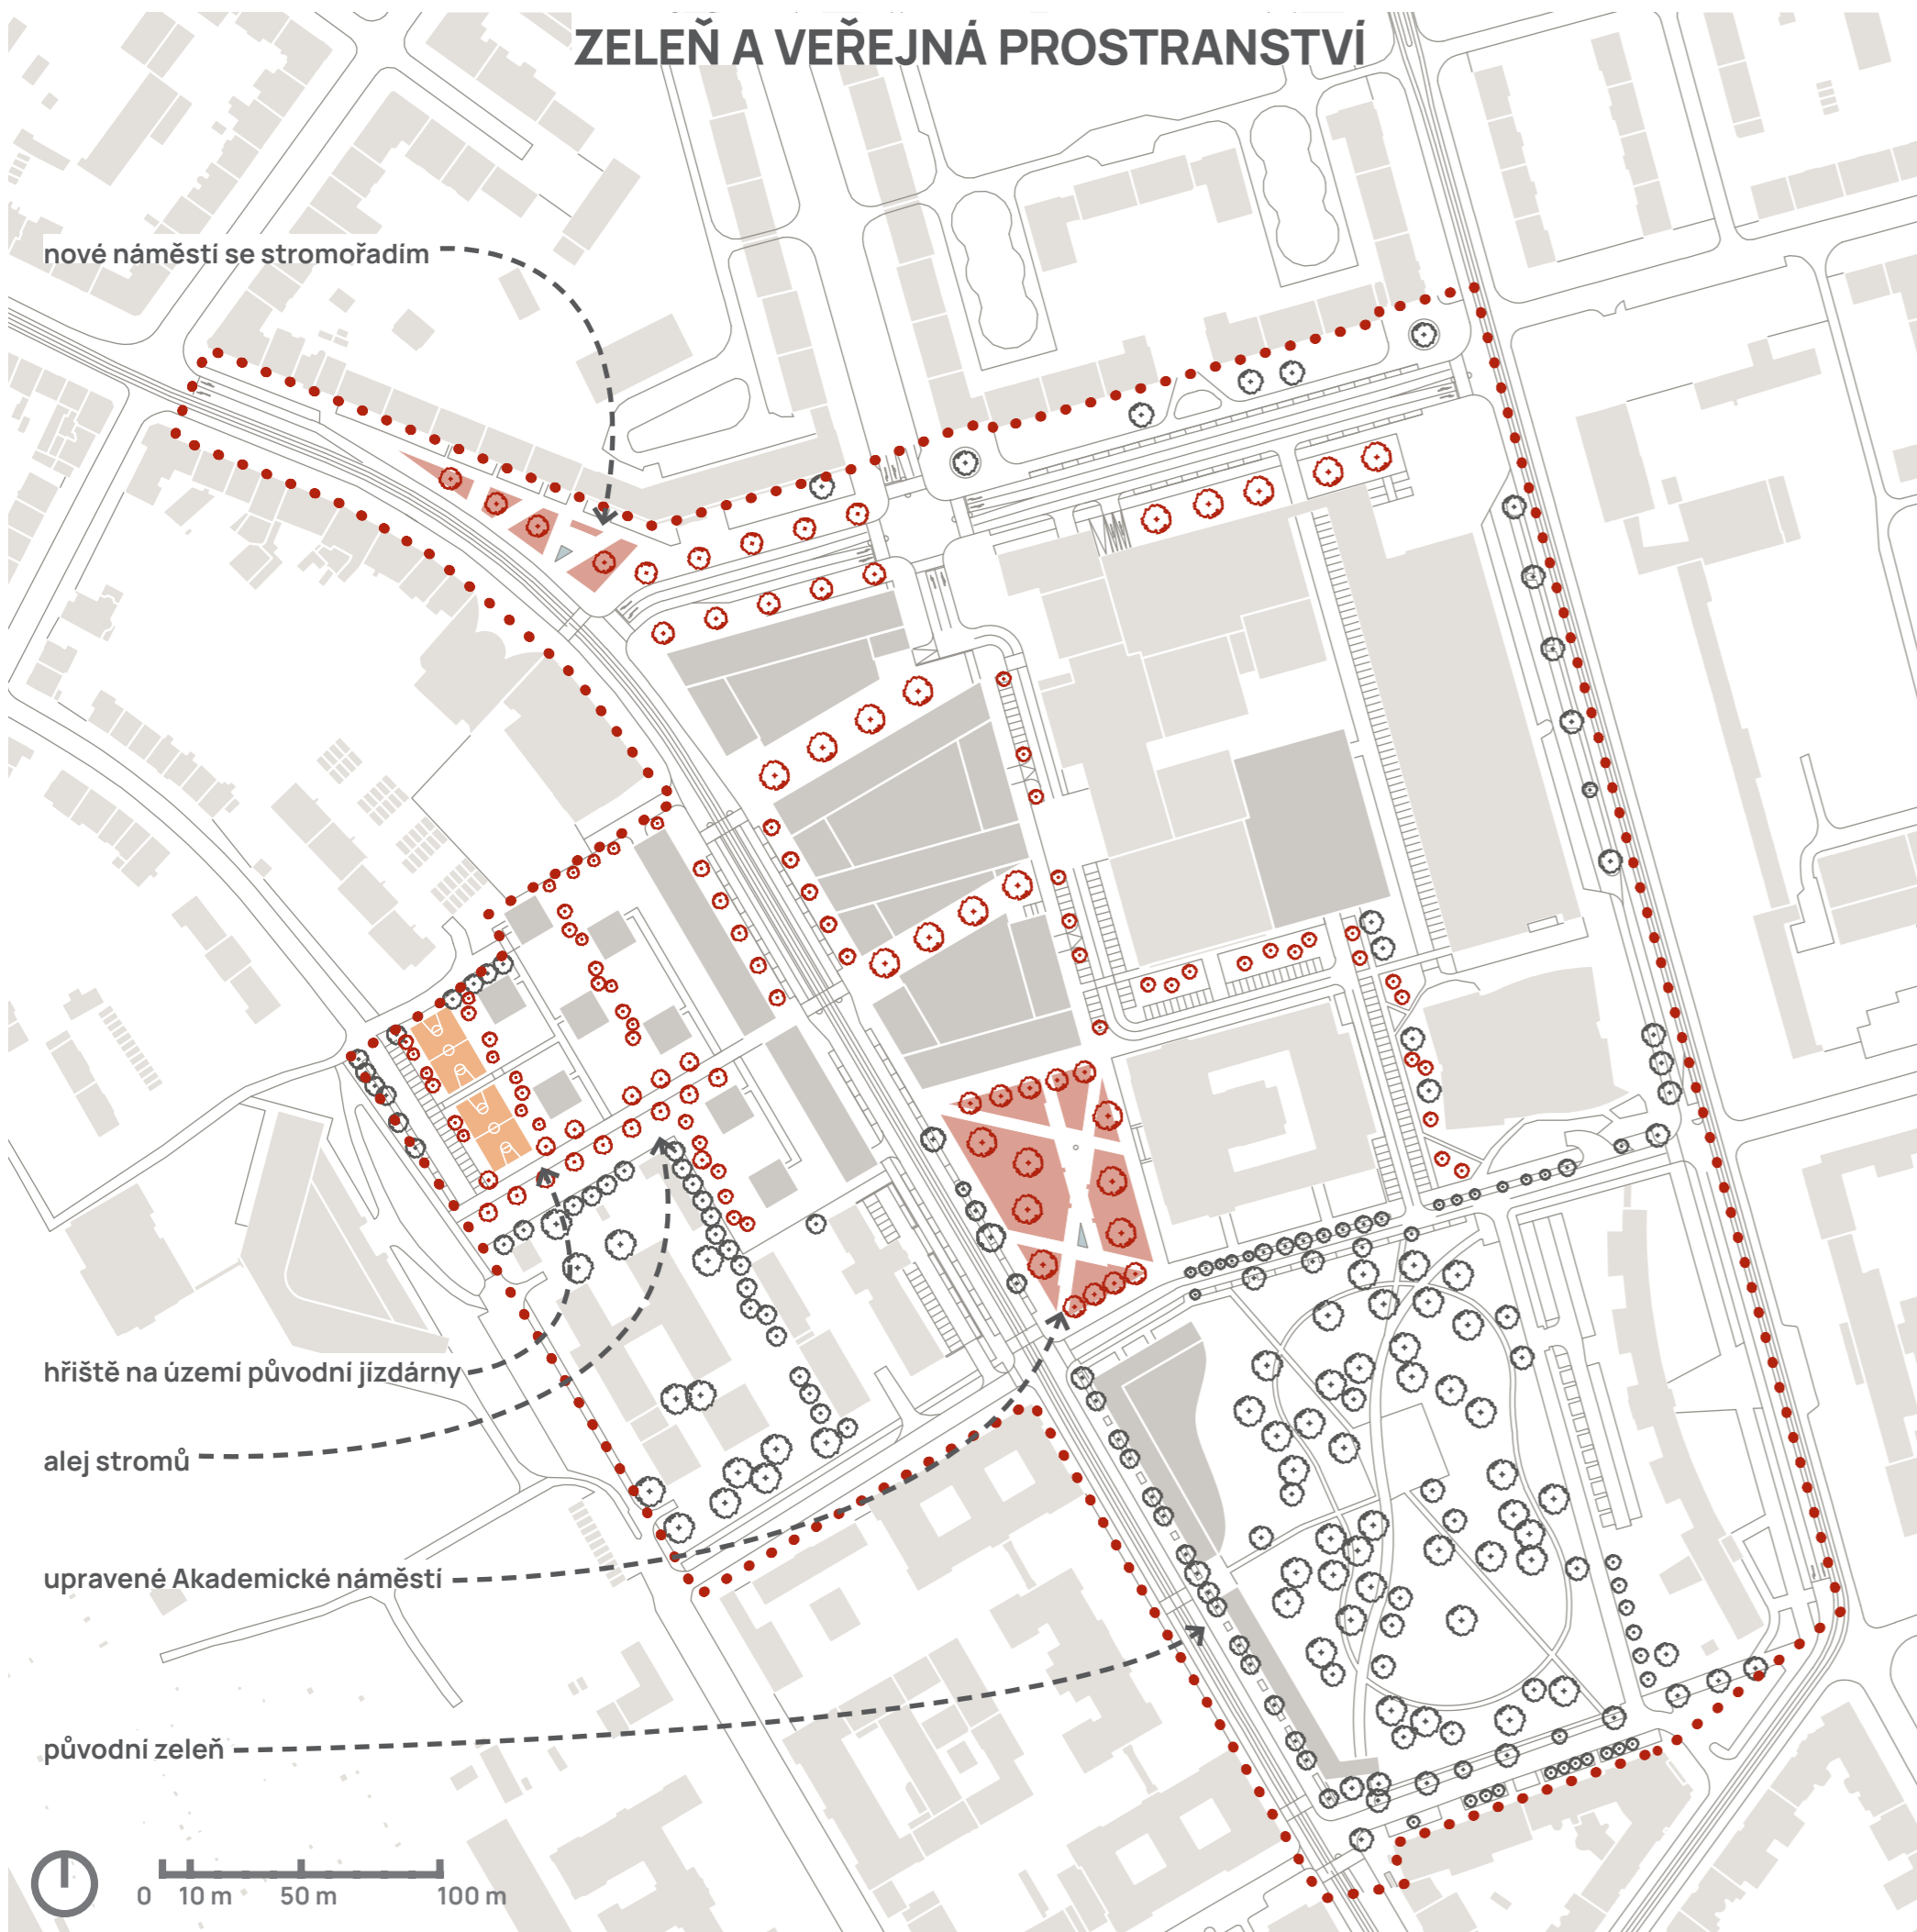 ZELEŇ A VEŘEJNÁ PROSTRANSTVÍ
nové náměstí se stromořadím
hřiště na území původní jízdárny
alej stromů
upravené Akademické náměstí
původní zeleň
0 10 m 50 m 100 m